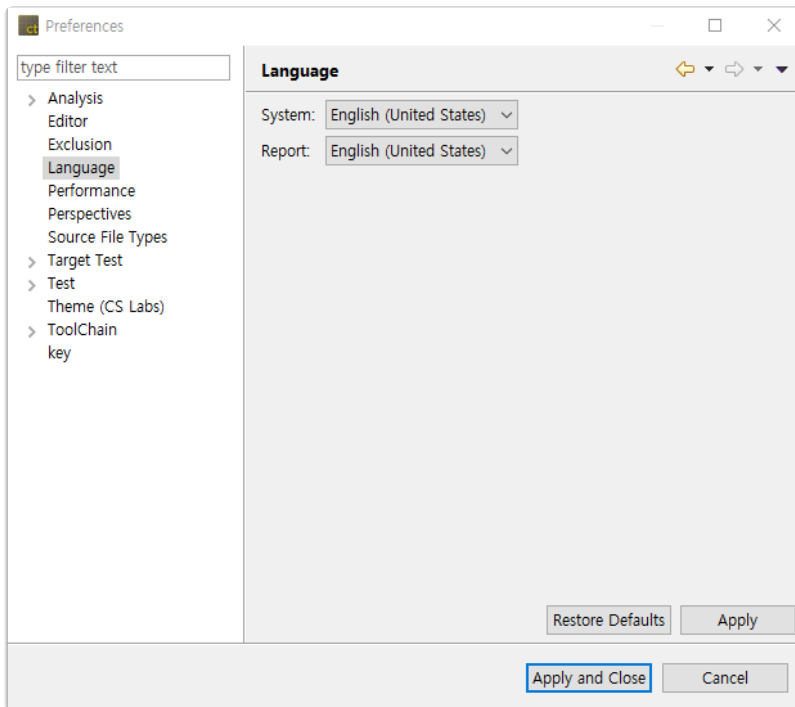 ct Preferences
type filter text
Analysis
Editor
Exclusion
Language
Performance
Perspectives
Source File Types
Target Test
Test
Theme (CS Labs)
ToolChain
key
Language
System: English (United States)
Report: English (United States)
Restore Defaults Apply
Apply and Close Cancel